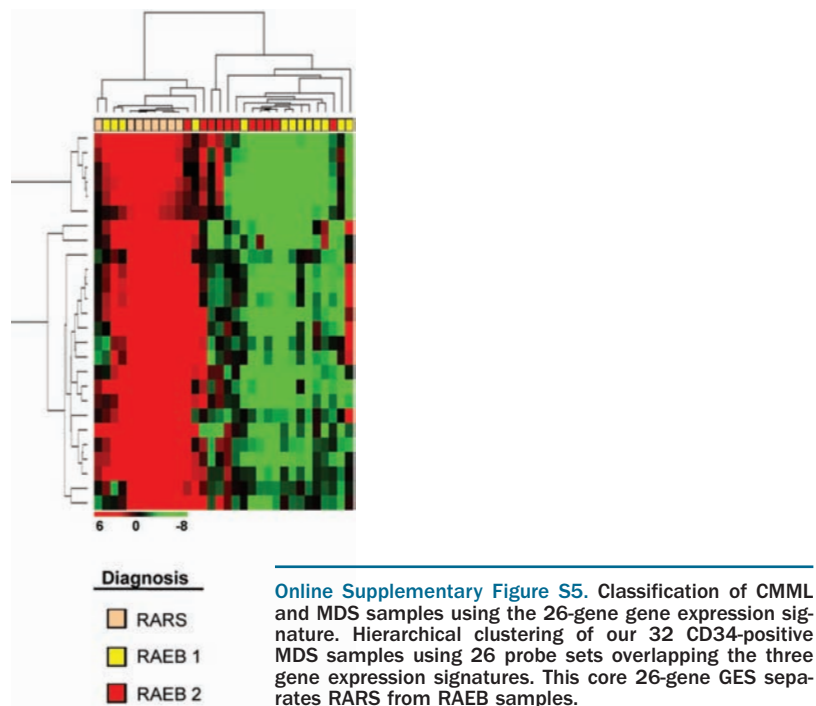 6 0 -8
Diagnosis
RARS
RAEB 1
RAEB 2
Online Supplementary Figure S5. Classification of CMML
and MDS samples using the 26-gene gene expression sig-
nature. Hierarchical clustering of our 32 CD34-positive
MDS samples using 26 probe sets overlapping the three
gene expression signatures. This core 26-gene GES sepa-
rates RARS from RAEB samples.